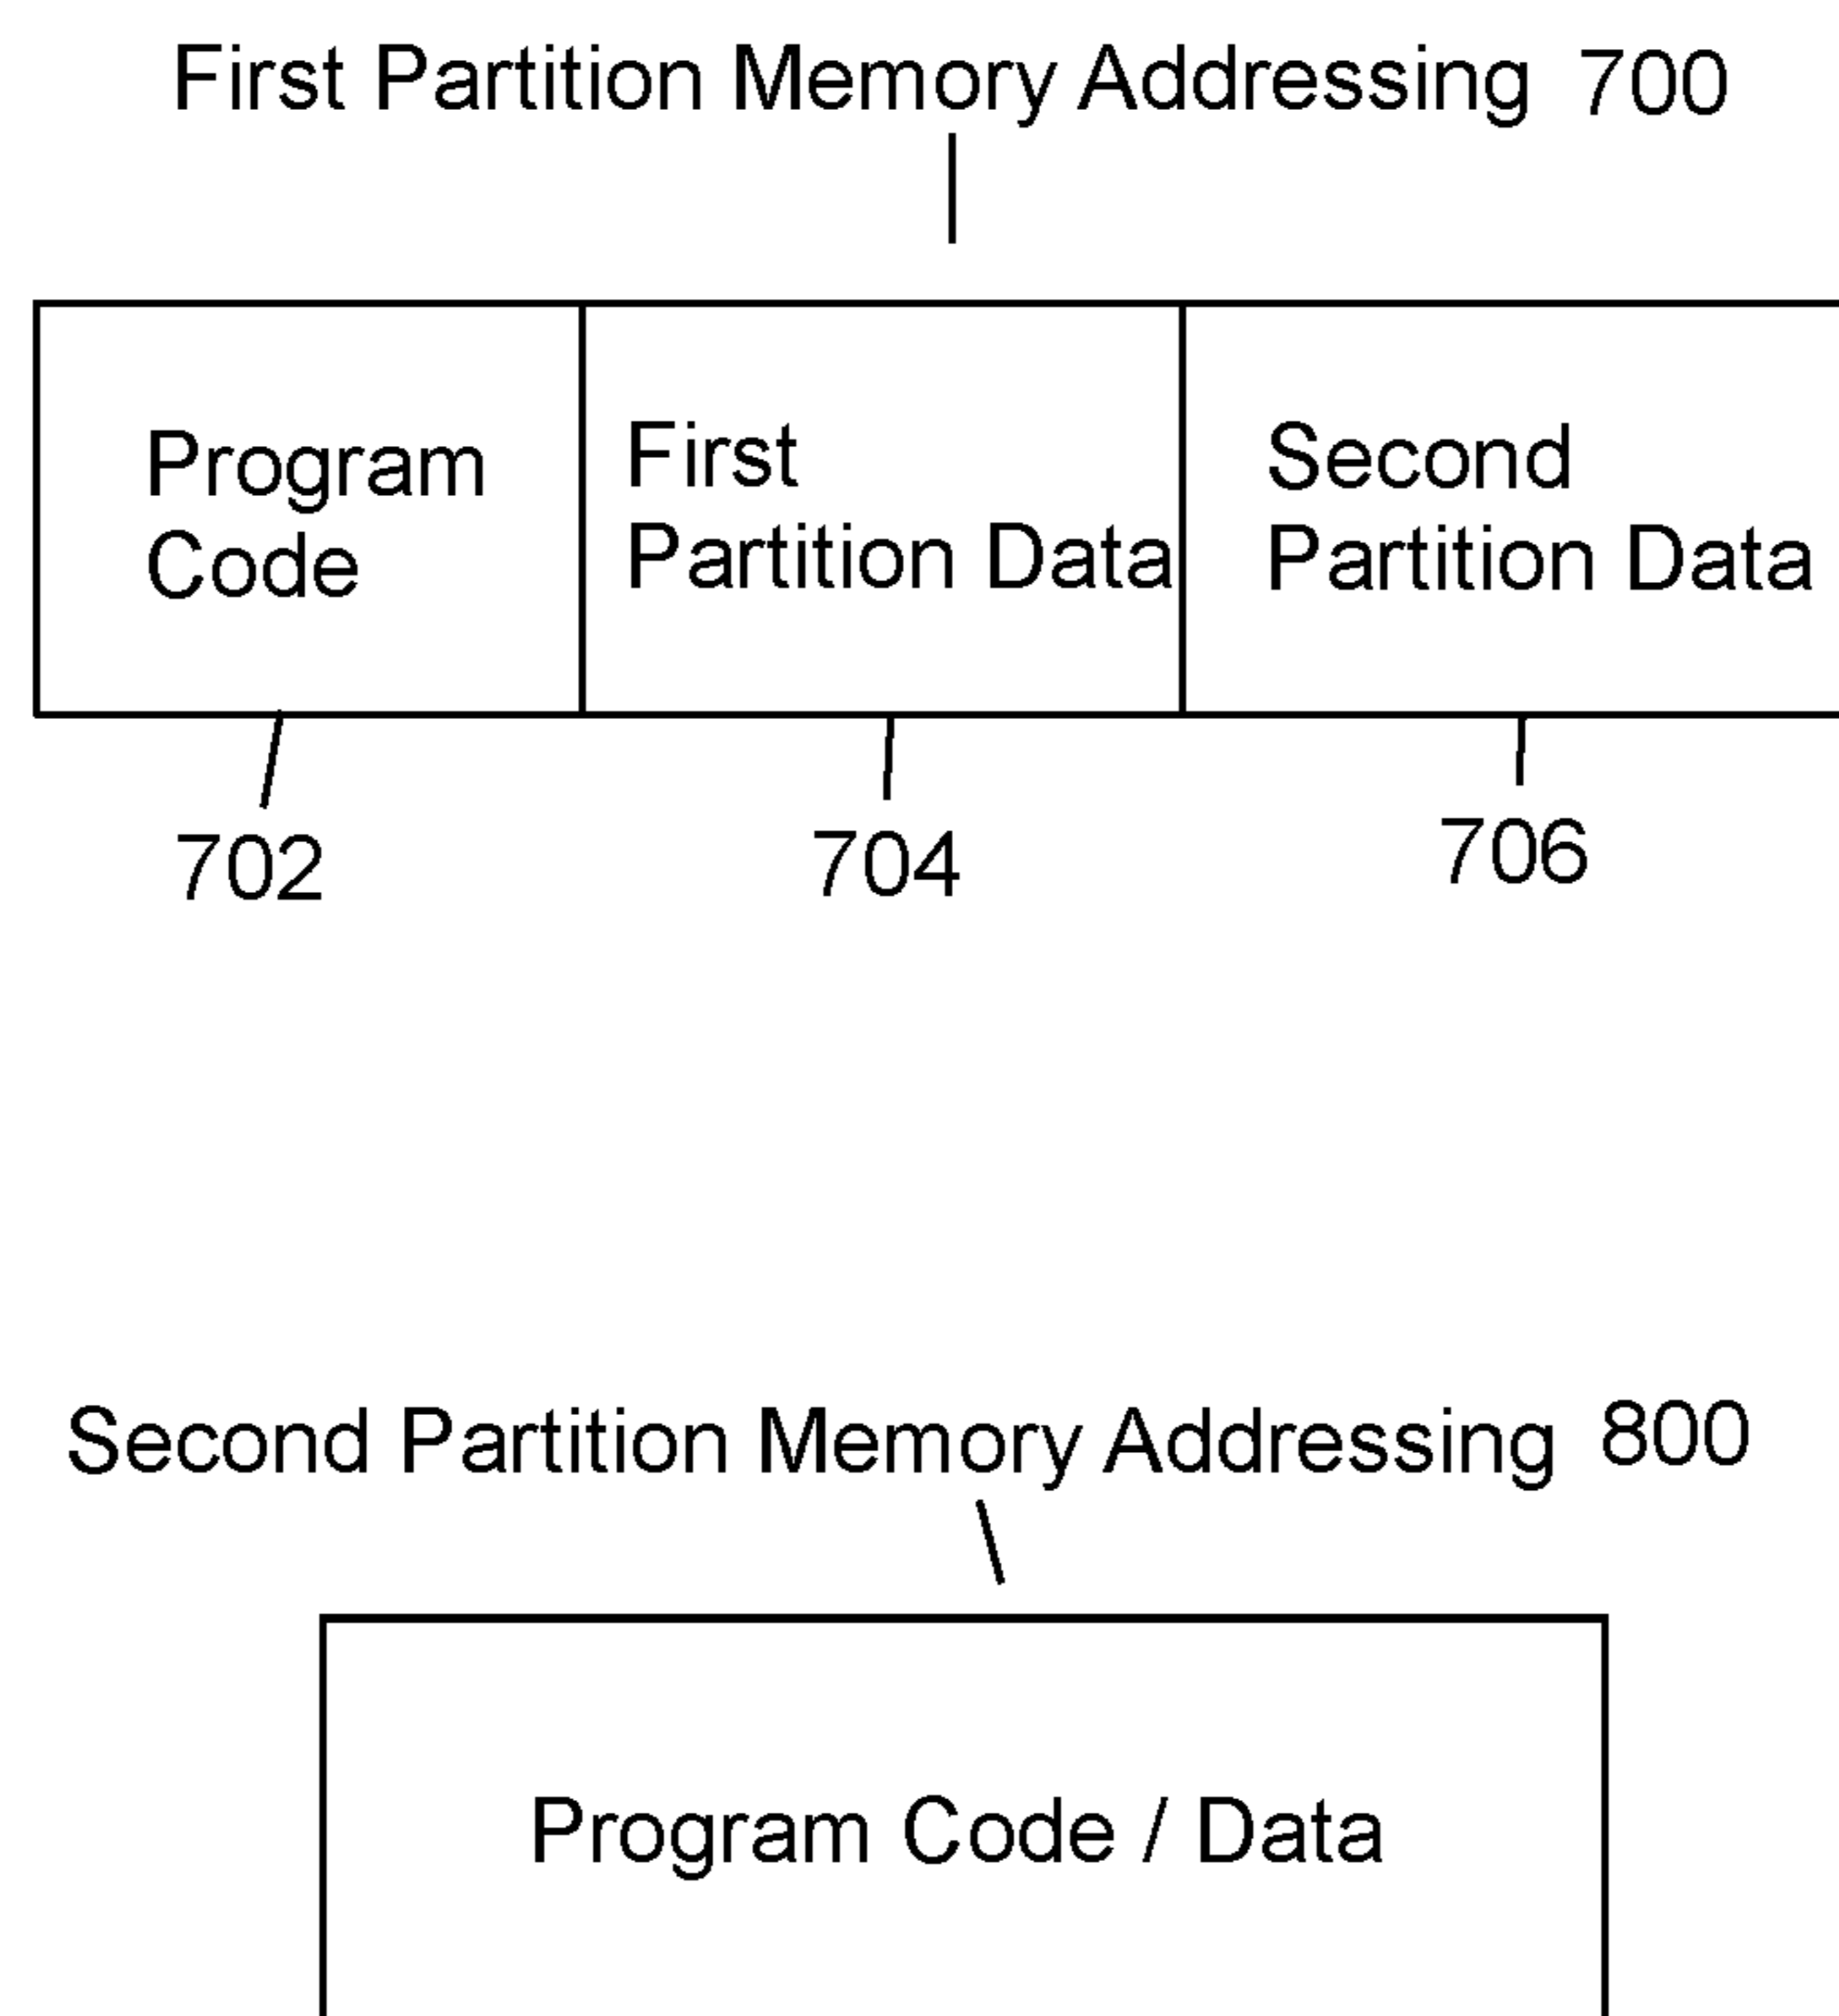 First Partition Memory Addressing 700
Program
Code
First
Partition Data
Second
Partition Data
702
704
706
Second Partition Memory Addressing 800
Program Code / Data